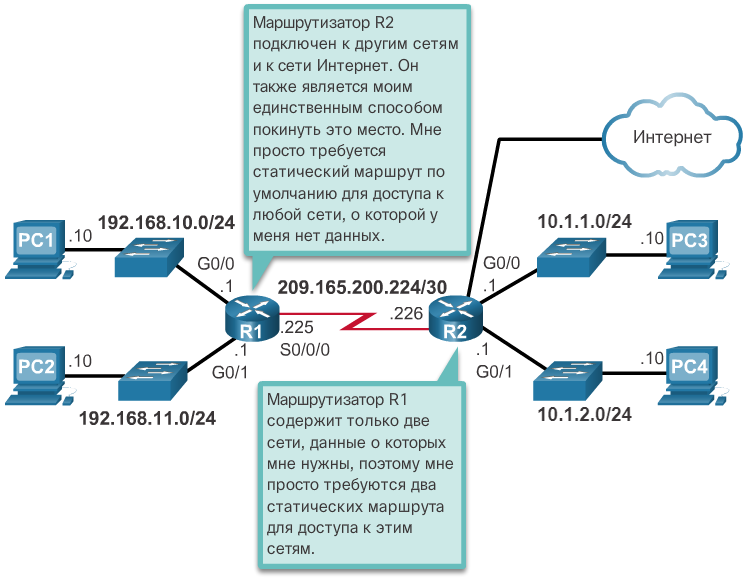 Маршрутизатор R2
подключен к другим сетям
и к сети Интернет. Он
также является моим
единственным способом
покинуть это место. Мне
просто требуется
статический маршрут по
умолчанию для доступа к
любой сети, о которой у
меня нет данных.
Интернет
192.168.10.0/24
10.1.1.0/24
PC1
.10
.10
PC3
G0/0
G0/0
.1
.1
209.165.200.224/30
R1
.225
.226
R2
S0/0/0
.1
.1
G0/1
G0/1
PC2
.10
.10
PC4
192.168.11.0/24
10.1.2.0/24
Маршрутизатор R1
содержит только две
сети, данные о которых
мне нужны, поэтому мне
просто требуются два
статических маршрута
для доступа к этим
сетям.